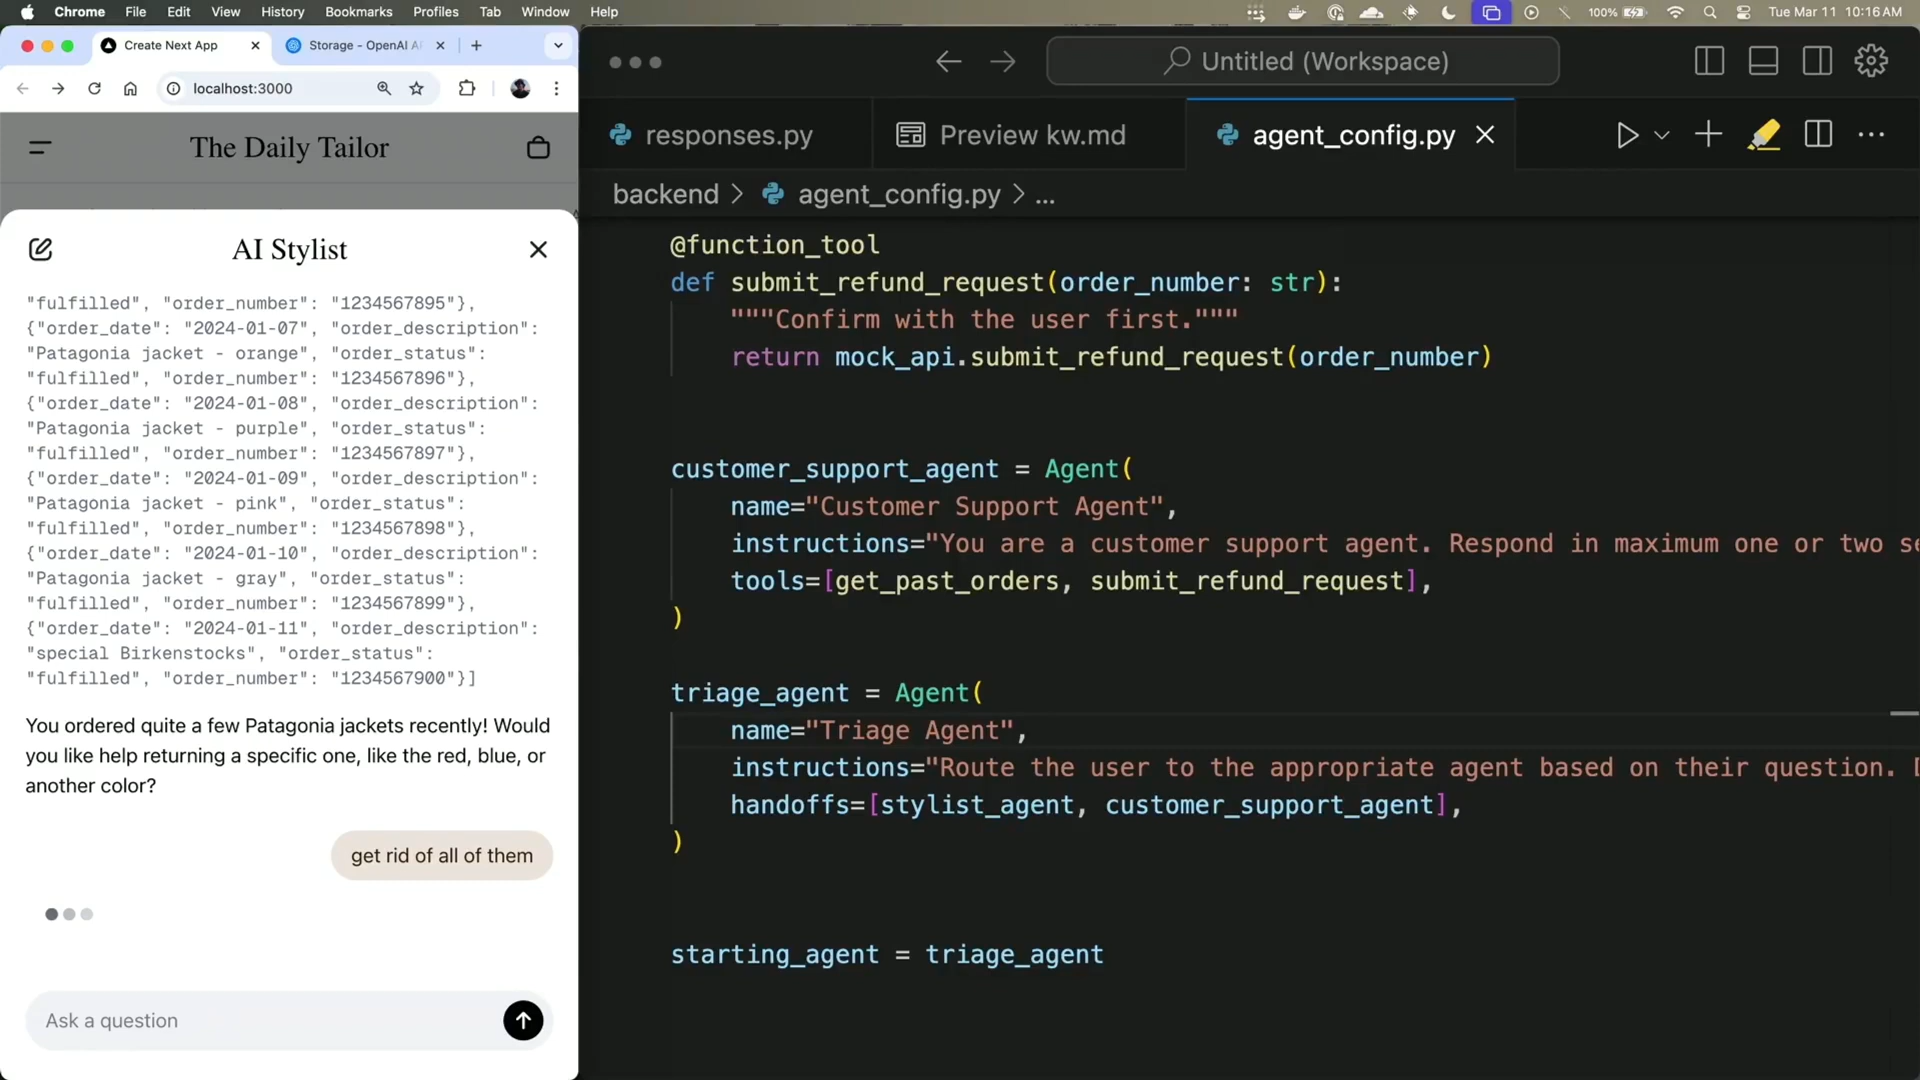 Chrome File Edit View History Bookmarks Profiles Tab Window Help
100% Tue Mar 11 10:16 AM
Create Next App
Storage - OpenAI A
localhost:3000
The Daily Tailor
AI Stylist
"fulfilled", "order_number": "1234567895"},
{"order_date": "2024-01-07", "order_description":
"Patagonia jacket - orange", "order_status":
"fulfilled", "order_number": "1234567896"},
{"order_date": "2024-01-08", "order_description":
"Patagonia jacket - purple", "order_status":
"fulfilled", "order_number": "1234567897"},
{"order_date": "2024-01-09", "order_description":
"Patagonia jacket - pink", "order_status":
"fulfilled", "order_number": "1234567898"},
{"order_date": "2024-01-10", "order_description":
"Patagonia jacket - gray", "order_status":
"fulfilled", "order_number": "1234567899"},
{"order_date": "2024-01-11", "order_description":
"special Birkenstocks", "order_status":
"fulfilled", "order_number": "1234567900"}]
You ordered quite a few Patagonia jackets recently! Would
you like help returning a specific one, like the red, blue, or
another color?
get rid of all of them
Ask a question
Untitled (Workspace)
responses.py
Preview kw.md
agent_config.py
backend > agent_config.py > ...
@function_tool
def submit_refund_request(order_number: str):
"""Confirm with the user first."""
return mock_api.submit_refund_request(order_number)
customer_support_agent = Agent(
name="Customer Support Agent",
instructions="You are a customer support agent. Respond in maximum one or two se
tools=[get_past_orders, submit_refund_request],
)
triage_agent = Agent(
name="Triage Agent",
instructions="Route the user to the appropriate agent based on their question.
handoffs=[stylist_agent, customer_support_agent],
)
starting_agent = triage_agent